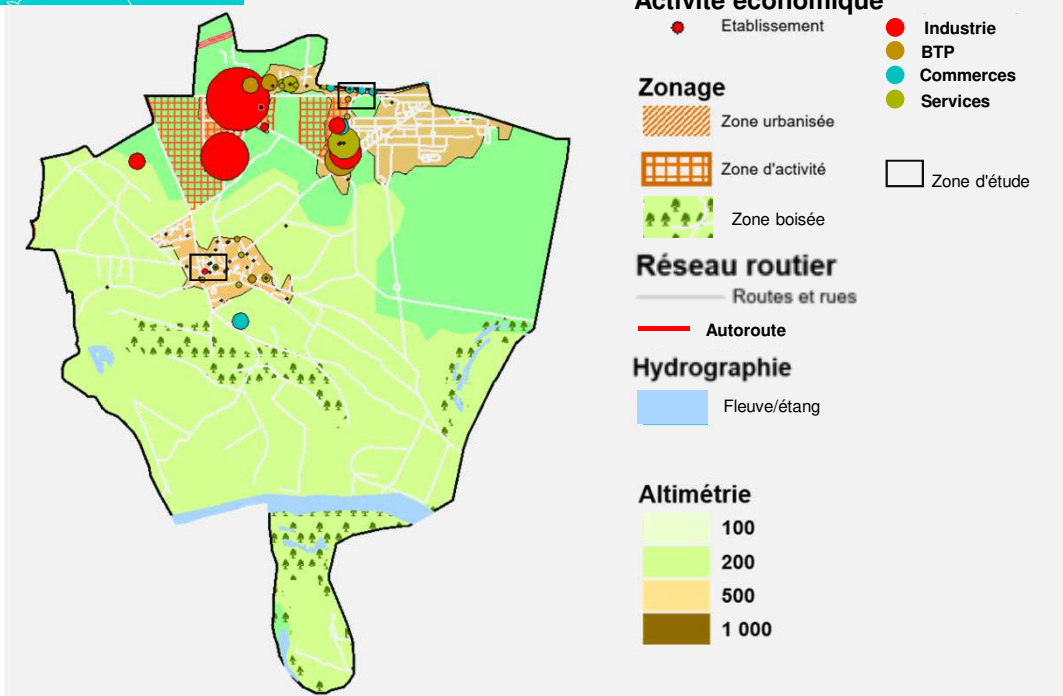 Activité économique
Etablissement
Industrie
BTP
Commerces
Services
Zonage
Zone urbanisée
Zone d'activité
Zone d'étude
Zone boisée
Réseau routier
Routes et rues
Autoroute
Hydrographie
Fleuve/étang
Altimétrie
100
200
500
1 000